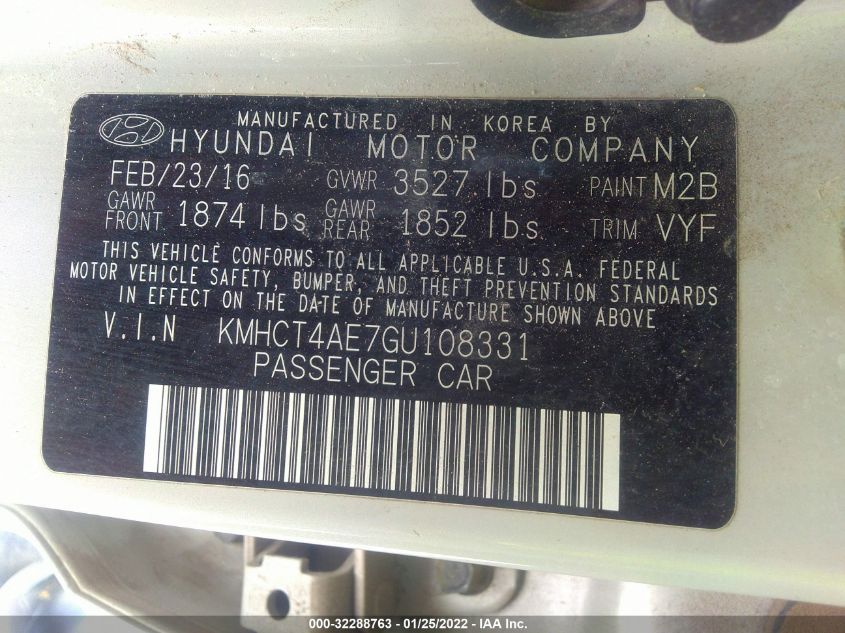 MANUFACTURED IN KOREA BY
HYUNDAI MOTOR COMPANY
FEB/23/16 GVWR 3527 lbs PAINT M2B
GAWR FRONT 1874 lbs GAWR REAR 1852 lbs TRIM VYF
THIS VEHICLE CONFORMS TO ALL APPLICABLE U.S.A. FEDERAL
MOTOR VEHICLE SAFETY, BUMPER, AND THEFT PREVENTION STANDARDS
IN EFFECT ON THE DATE OF MANUFACTURE SHOWN ABOVE
V.I.N KMHCT4AE7GU108331
PASSENGER CAR
000-32288763 - 01/25/2022 - IAA Inc.